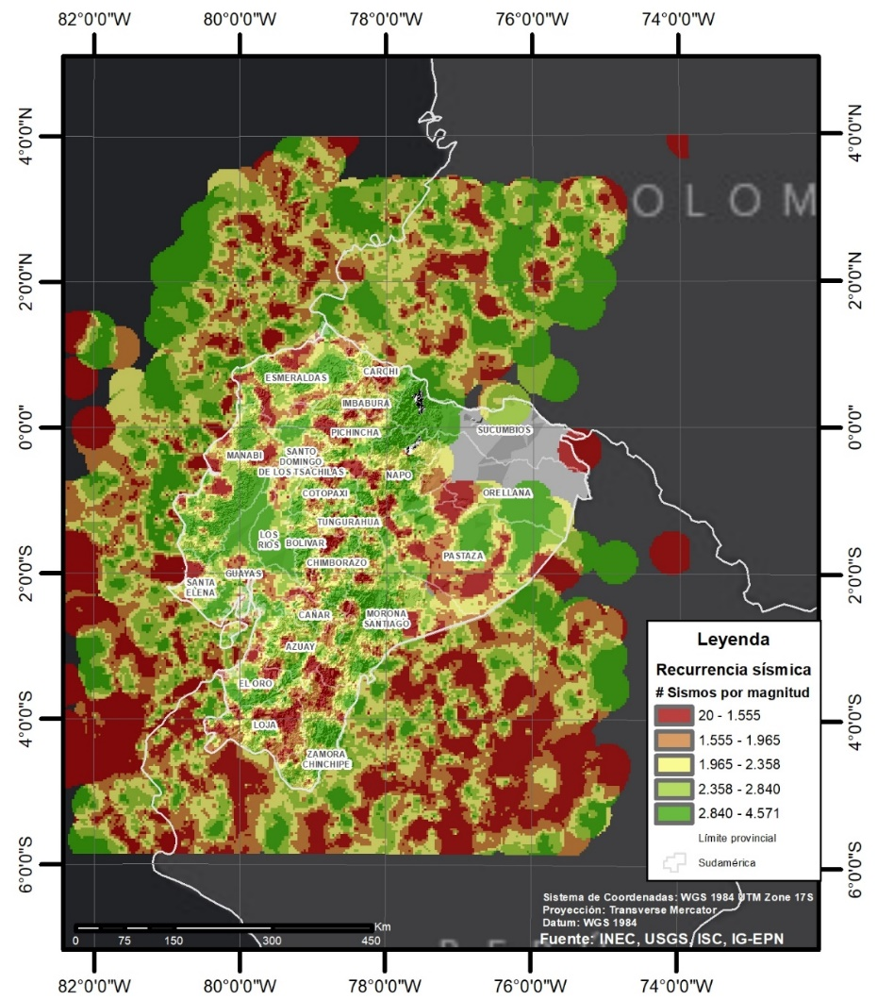 82°0'0"W 80°0'0"W 78°0'0"W 76°0'0"W 74°0'0"W
4°0'0"N
4°0'0"N
OLOM
2°0'0"N
2°0'0"N
ESMERALDAS
CARCHI
IMBABURA
0°0'0"
0°0'0"
PICHINCHA
SUCUMBIOS
MANABI
SANTO
DOMINGO
DE LOS TSACHILAS
NAPO
COTOPAXI
ORELLANA
TUNGURAHUA
LOS
RIOS
BOLIVAR
PASTAZA
CHIMBORAZO
2°0'0"S
2°0'0"S
GUAYAS
SANTA
ELENA
CAÑAR
MORONA
SANTIAGO
AZUAY
EL ORO
LOJA
ZAMORA
CHINCHIPE
4°0'0"S
4°0'0"S
6°0'0"S
6°0'0"S
Leyenda
Recurrencia sísmica
# Sismos por magnitud
20 - 1.555
1.555 - 1.965
1.965 - 2.358
2.358 - 2.840
2.840 - 4.571
Límite provincial
Sudamérica
Sistema de Coordenadas: WGS 1984 UTM Zone 17S
Proyección: Transverse Mercator
Datum: WGS 1984
Fuente: INEC, USGS, ISC, IG-EPN
Km
0 75 150 300 450
82°0'0"W 80°0'0"W 78°0'0"W 76°0'0"W 74°0'0"W